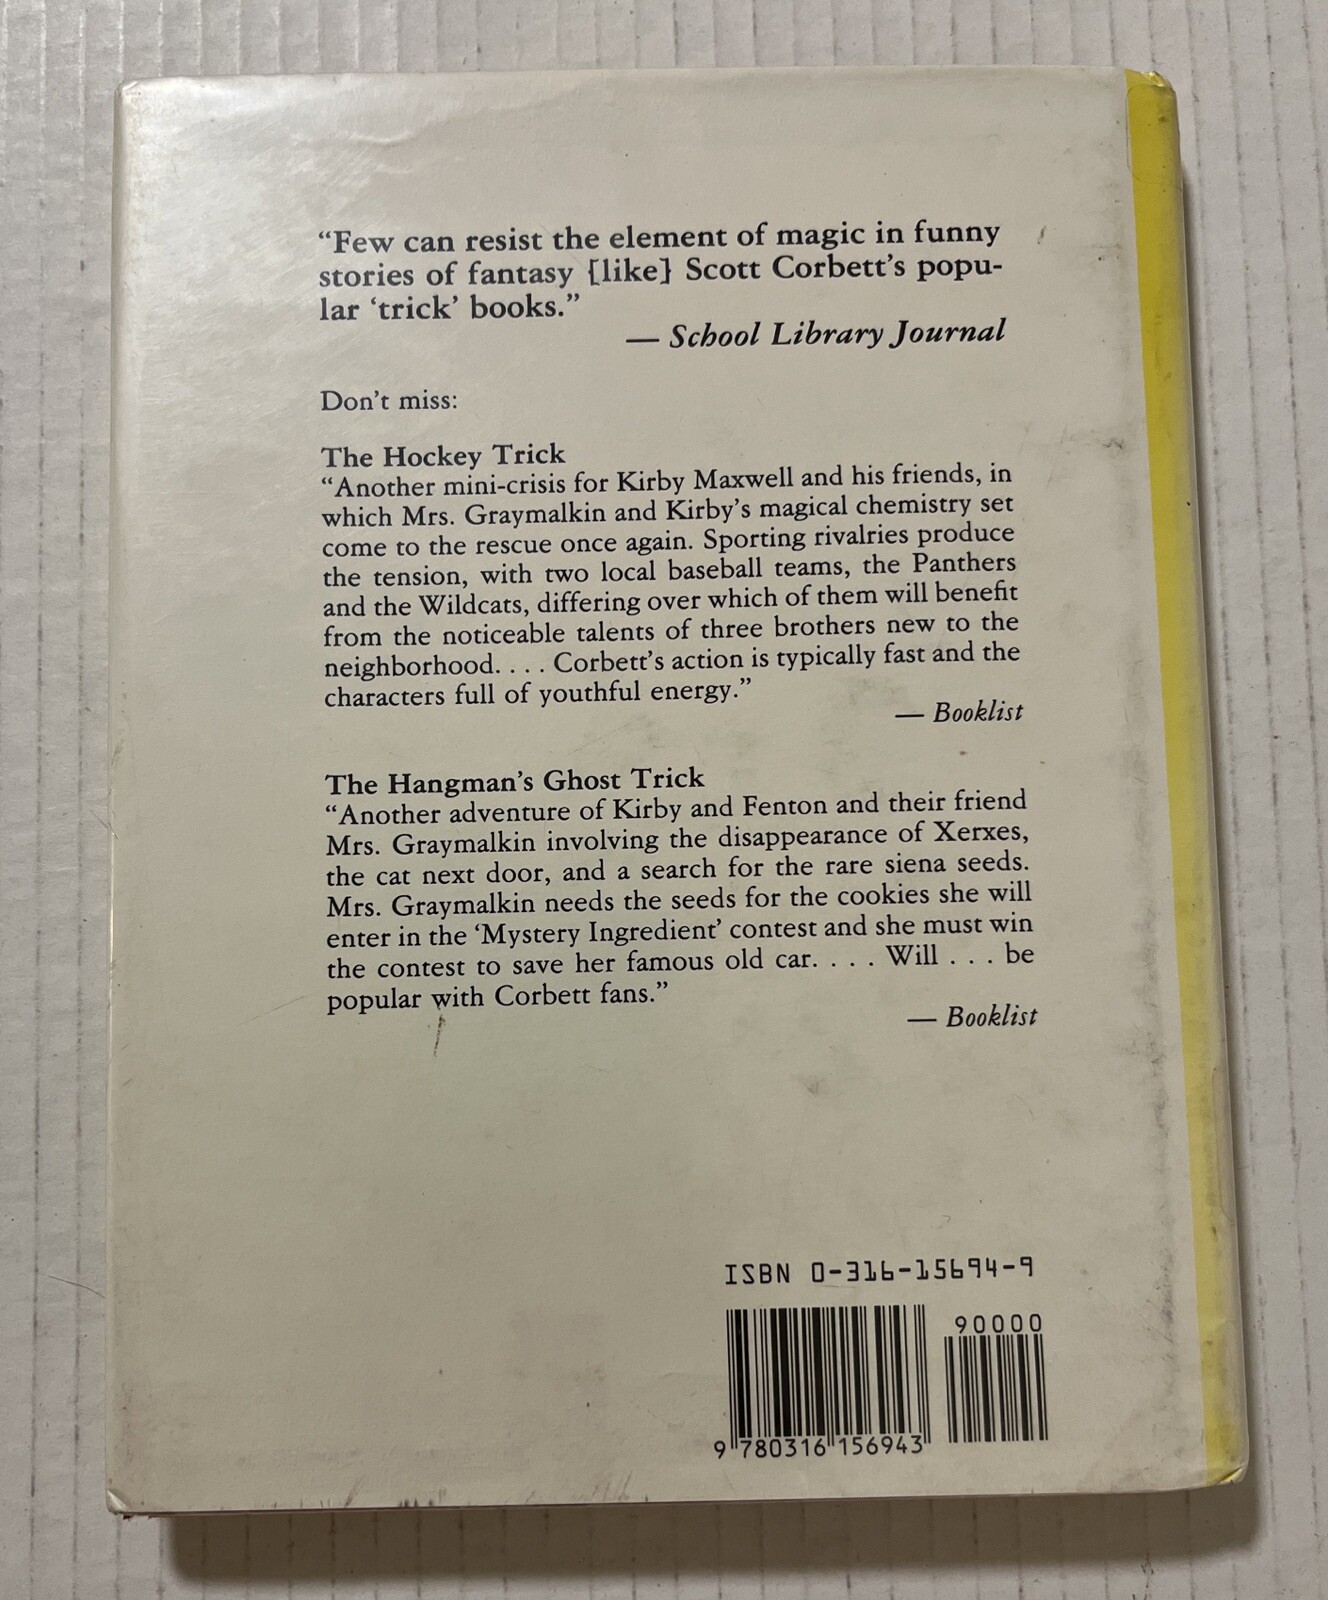 “Few can resist the element of magic in funny
stories of fantasy [like] Scott Corbett’s popu-
lar ‘trick’ books.”
— School Library Journal
Don’t miss:
The Hockey Trick
“Another mini-crisis for Kirby Maxwell and his friends, in
which Mrs. Graymalkin and Kirby’s magical chemistry set
come to the rescue once again. Sporting rivalries produce
the tension, with two local baseball teams, the Panthers
and the Wildcats, differing over which of them will benefit
from the noticeable talents of three brothers new to the
neighborhood. . . . Corbett’s action is typically fast and the
characters full of youthful energy.”
— Booklist
The Hangman’s Ghost Trick
“Another adventure of Kirby and Fenton and their friend
Mrs. Graymalkin involving the disappearance of Xerxes,
the cat next door, and a search for the rare siena seeds.
Mrs. Graymalkin needs the seeds for the cookies she will
enter in the ‘Mystery Ingredient’ contest and she must win
the contest to save her famous old car. . . . Will . . . be
popular with Corbett fans.”
— Booklist
ISBN 0-316-15694-9
90000
9 780316 156943